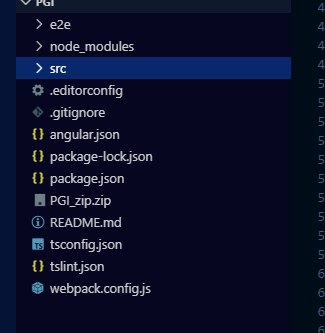 PGI
e2e
node_modules
src
.editorconfig
.gitignore
angular.json
package-lock.json
package.json
PGI_zip.zip
README.md
tsconfig.json
tslint.json
webpack.config.js